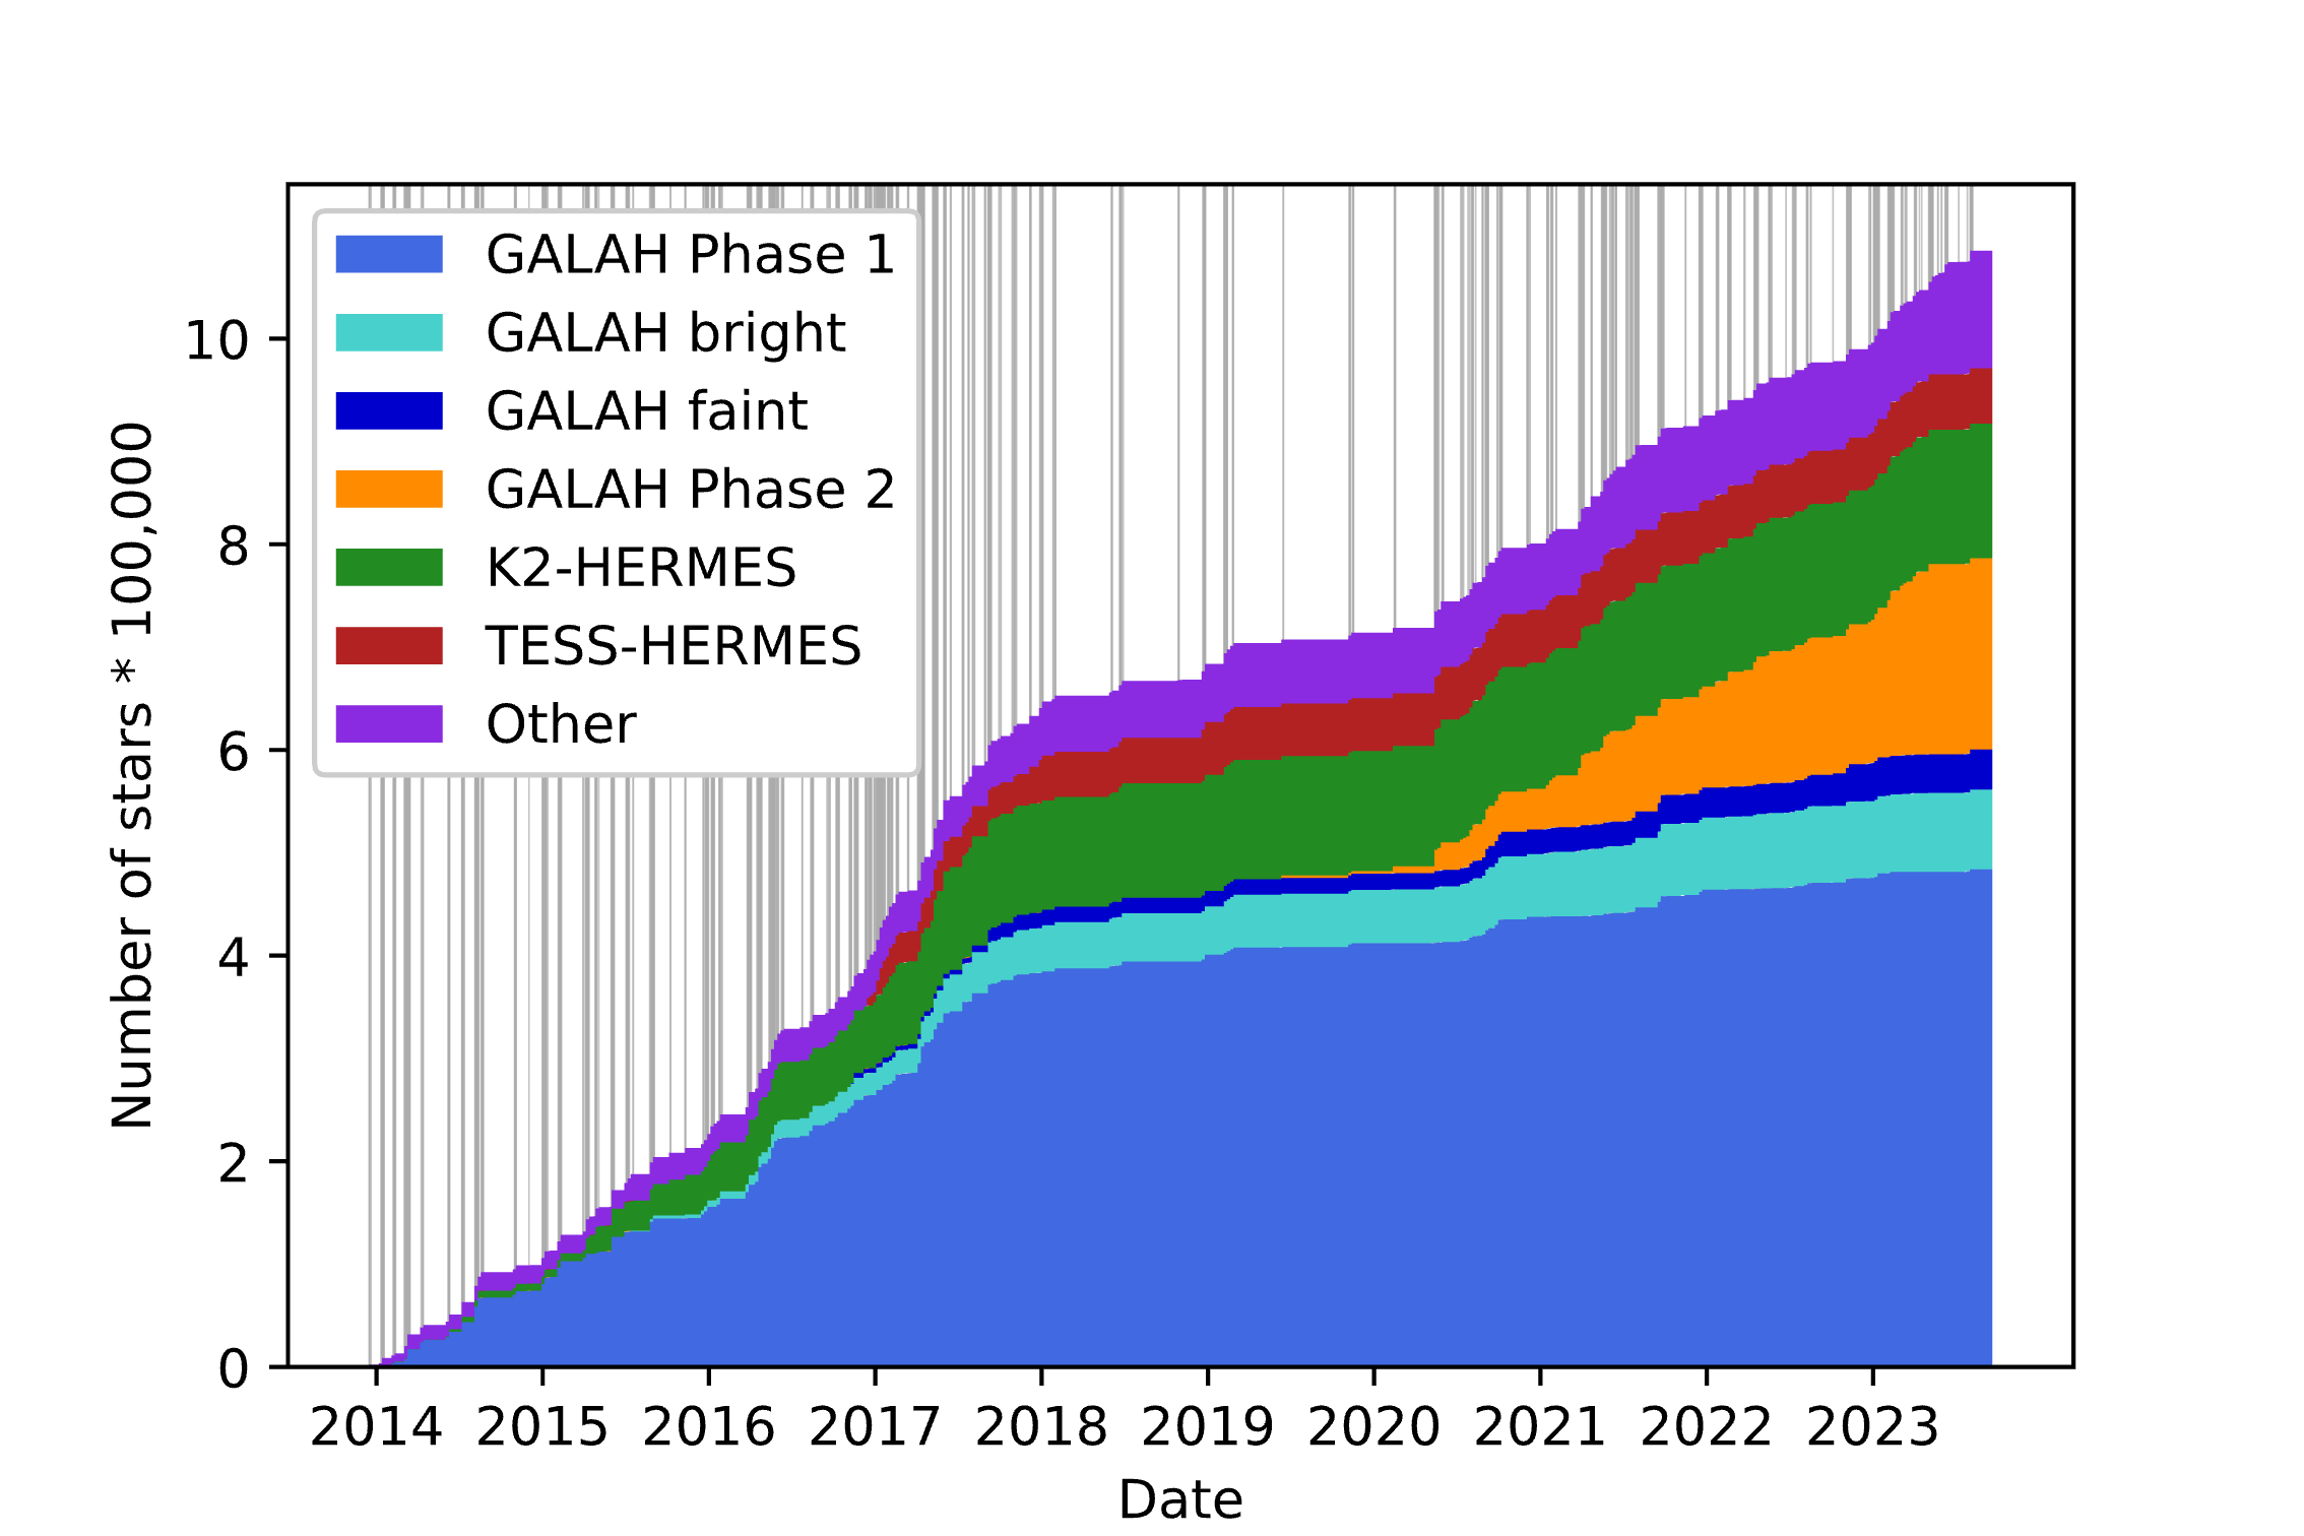 GALAH Phase 1
GALAH bright
GALAH faint
GALAH Phase 2
K2-HERMES
TESS-HERMES
Other
Number of stars * 100,000
10
8
6
4
2
0
2014 2015 2016 2017 2018 2019 2020 2021 2022 2023
Date